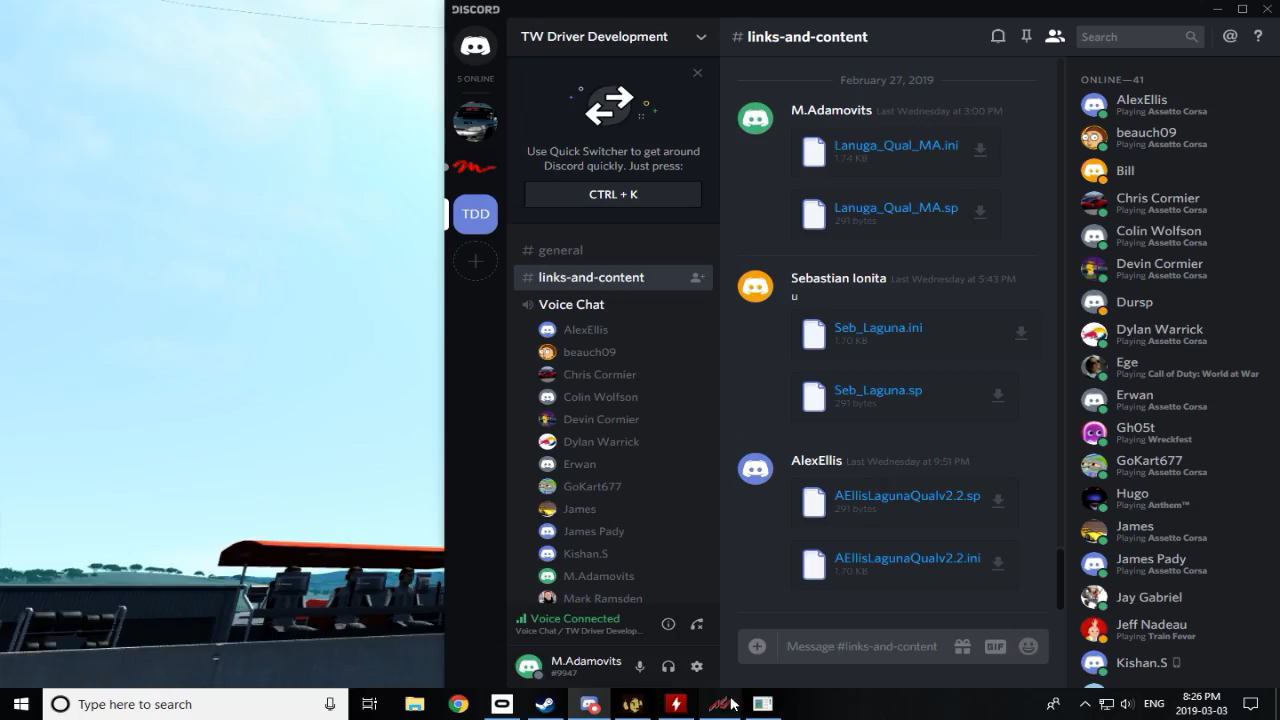 DISCORD
5 ONLINE
TDD
TW Driver Development
Use Quick Switcher to get around
Discord quickly. Just press:
CTRL + K
# general
# links-and-content
Voice Chat
AlexEllis
beauch09
Chris Cormier
Colin Wolfson
Devin Cormier
Dylan Warrick
Erwan
GoKart677
James
James Pady
Kishan.S
M.Adamovits
Mark Ramsden
Voice Connected
Voice Chat / TW Driver Develop...
M.Adamovits
#9947
# links-and-content
Search
February 27, 2019
M.Adamovits Last Wednesday at 3:00 PM
Lanuga_Qual_MA.ini
1.74 KB
Lanuga_Qual_MA.sp
291 bytes
Sebastian Ionita Last Wednesday at 5:43 PM
u
Seb_Laguna.ini
1.70 KB
Seb_Laguna.sp
291 bytes
AlexEllis Last Wednesday at 9:51 PM
AEllisLagunaQualv2.2.sp
291 bytes
AEllisLagunaQualv2.2.ini
1.70 KB
Message #links-and-content
GIF
ONLINE—41
AlexEllis
Playing Assetto Corsa
beauch09
Playing Assetto Corsa
Bill
Chris Cormier
Playing Assetto Corsa
Colin Wolfson
Playing Assetto Corsa
Devin Cormier
Playing Assetto Corsa
Dursp
Dylan Warrick
Playing Assetto Corsa
Ege
Playing Call of Duty: World at War
Erwan
Playing Assetto Corsa
Gh05t
Playing Wreckfest
GoKart677
Playing Assetto Corsa
Hugo
Playing Anthem™
James
Playing Assetto Corsa
James Pady
Playing Assetto Corsa
Jay Gabriel
Jeff Nadeau
Playing Train Fever
Kishan.S
Type here to search
ENG
8:26 PM
2019-03-03